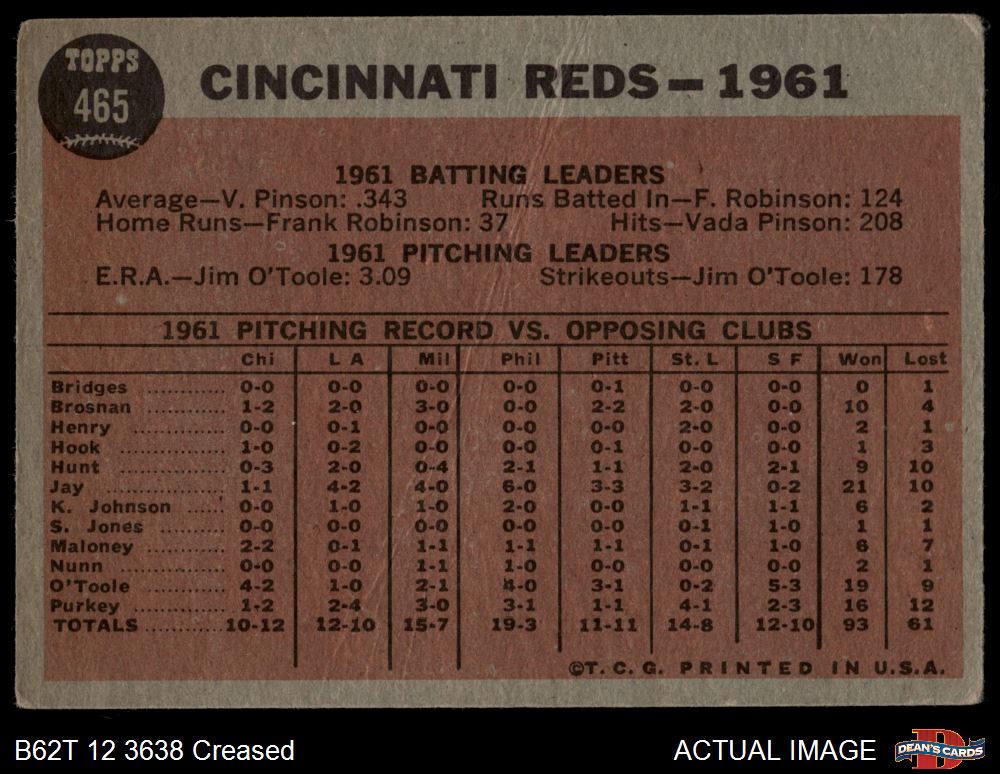 TOPPS
465
CINCINNATI REDS — 1961
1961 BATTING LEADERS
Average—V. Pinson: .343 Runs Batted In—F. Robinson: 124
Home Runs—Frank Robinson: 37 Hits—Vada Pinson: 208
1961 PITCHING LEADERS
E.R.A.—Jim O'Toole: 3.09 Strikeouts—Jim O'Toole: 178
1961 PITCHING RECORD VS. OPPOSING CLUBS
Chi L A Mil Phil Pitt St. L S F Won Lost
Bridges ............ 0-0 0-0 0-0 0-0 0-1 0-0 0-0 0 1
Brosnan ............ 1-2 2-0 3-0 0-0 2-2 2-0 0-0 10 4
Henry ............ 0-0 0-1 0-0 0-0 0-0 2-0 0-0 2 1
Hook ............ 1-0 0-2 0-0 0-0 0-1 0-0 0-0 1 3
Hunt ............ 0-3 2-0 0-4 2-1 1-1 2-0 2-1 9 10
Jay ............ 1-1 4-2 4-0 6-0 3-3 3-2 0-2 21 10
K. Johnson ..... 0-0 1-0 1-0 2-0 0-0 1-1 1-1 6 2
S. Jones ......... 0-0 0-0 0-0 0-0 0-0 0-1 1-0 1 1
Maloney ............ 2-2 0-1 1-1 1-1 1-1 0-1 1-0 6 7
Nunn ............ 0-0 0-0 1-1 1-0 0-0 0-0 0-0 2 1
O'Toole ............ 4-2 1-0 2-1 4-0 3-1 0-2 5-3 19 9
Purkey ............ 1-2 2-4 3-0 3-1 1-1 4-1 2-3 16 12
TOTALS ............ 10-12 12-10 15-7 19-3 11-11 14-8 12-10 93 61
©T. C. G. PRINTED IN U.S.A.
B62T 12 3638 Creased ACTUAL IMAGE
D
DEAN'S CARDS